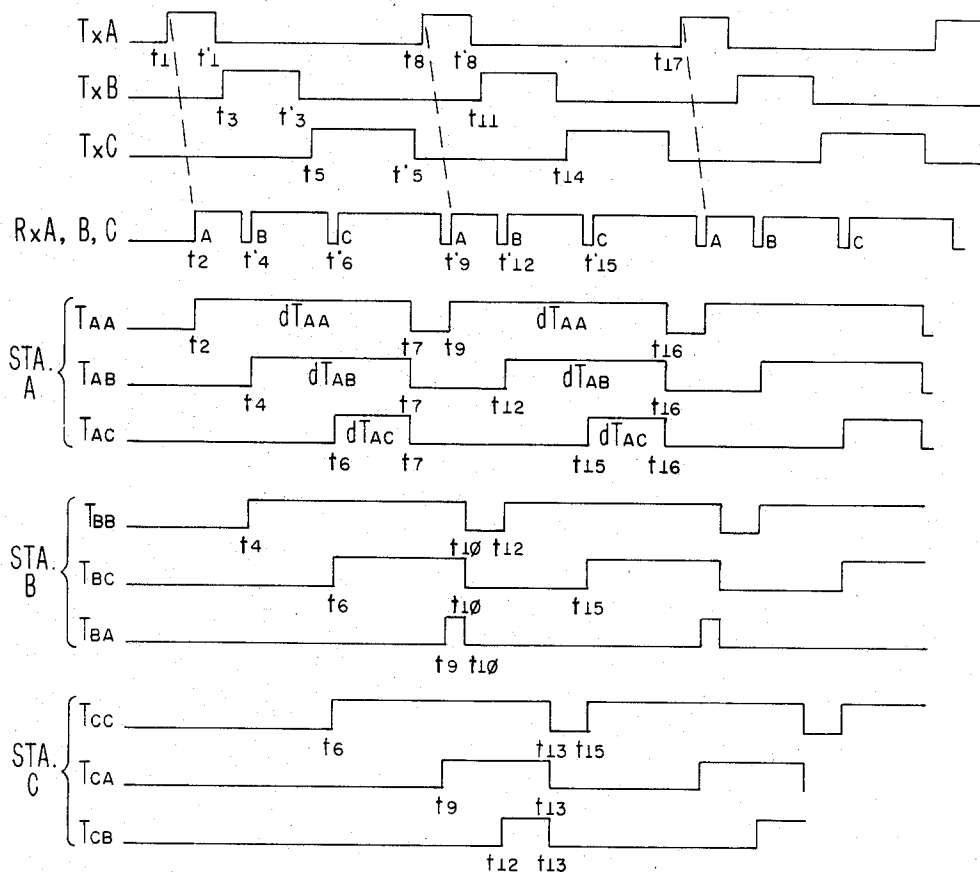 TxA
t1 t'1 t8 t'8 t17
TxB
t3 t'3 t11
TxC
t5 t'5 t14
RxA, B, C A B C A B C A B C
t2 t'4 t'6 t'9 t'12 t'15
STA. A
TAA dTAA dTAA
t2 t7 t9 t16
TAB dTAB dTAB
t4 t7 t12 t16
TAC dTAC dTAC
t6 t7 t15 t16
STA. B
TBB
t4 t1Ø t12
TBC
t6 t1Ø t15
TBA
t9 t1Ø
STA. C
TCC
t6 t13 t15
TCA
t9 t13
TCB
t12 t13